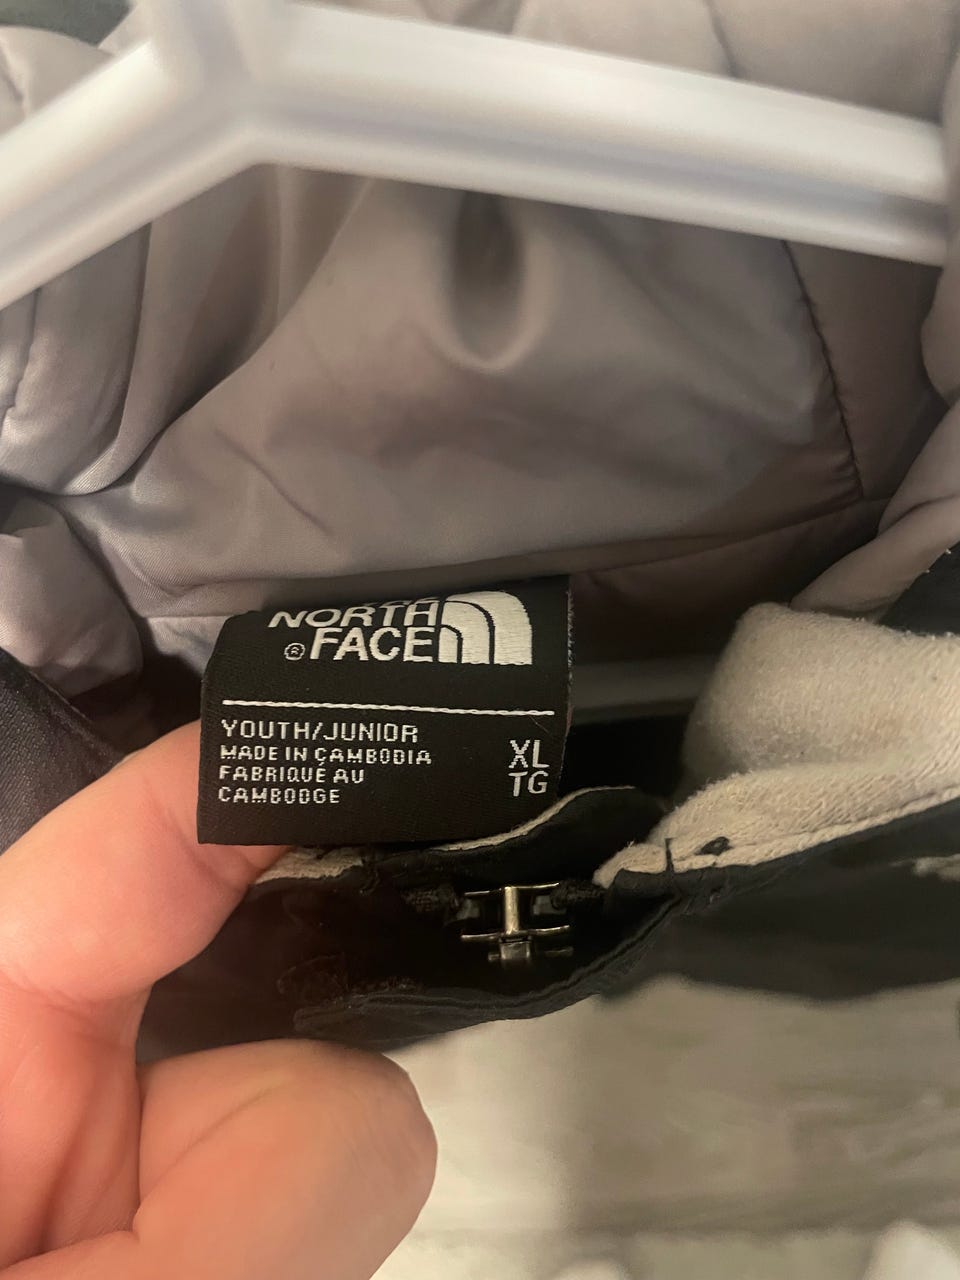 NORTH
® FACE
YOUTH/JUNIOR
MADE IN CAMBODIA
FABRIQUÉ AU
CAMBODGE
XL
TG